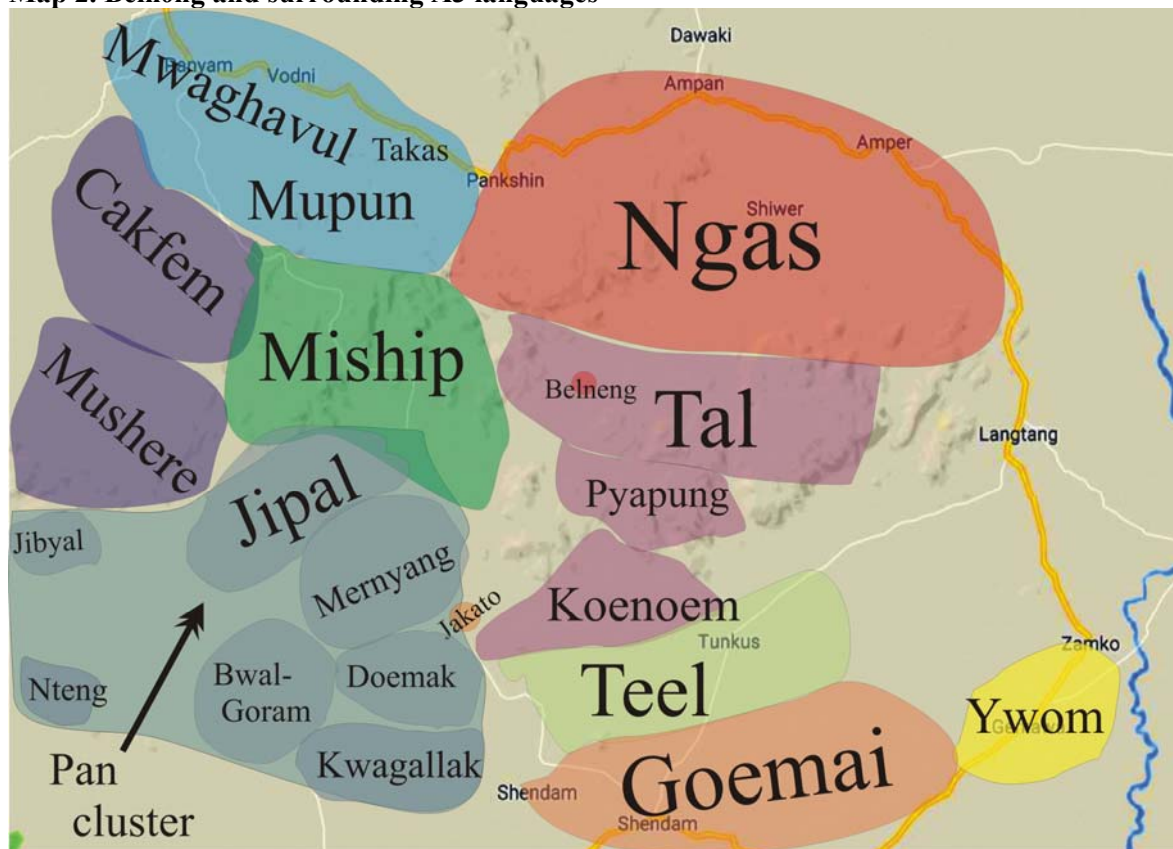 Map 2. Belnong and surrounding A3 languages
Dawaki
Panyam
Vodni
Mwaghavul
Takas
Mupun
Pankshin
Ampan
Amper
Shiwer
Ngas
Cakfem
Mushere
Miship
Belneng
Tal
Langtang
Pyapung
Jipal
Jibyal
Mernyang
Jakato
Koenoem
Tunkus
Zamko
Nteng
Bwal-
Goram
Doemak
Teel
Ywom
Kwagallak
Goemai
Shendam
Shendam
Pan
cluster